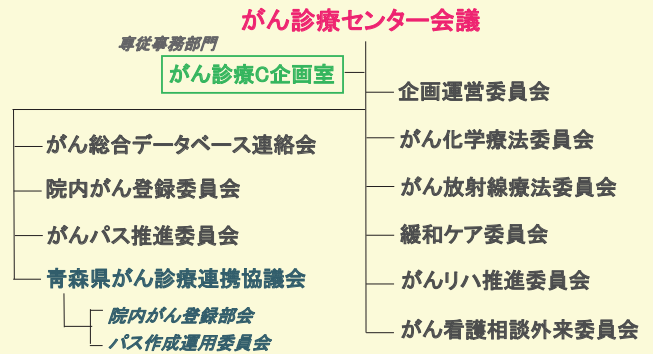 がん診療センター会議
専従事務部門
がん診療C企画室
企画運営委員会
がん化学療法委員会
がん放射線療法委員会
緩和ケア委員会
がんリハ推進委員会
がん看護相談外来委員会
がん総合データベース連絡会
院内がん登録委員会
がんパス推進委員会
青森県がん診療連携協議会
院内がん登録部会
パス作成運用委員会